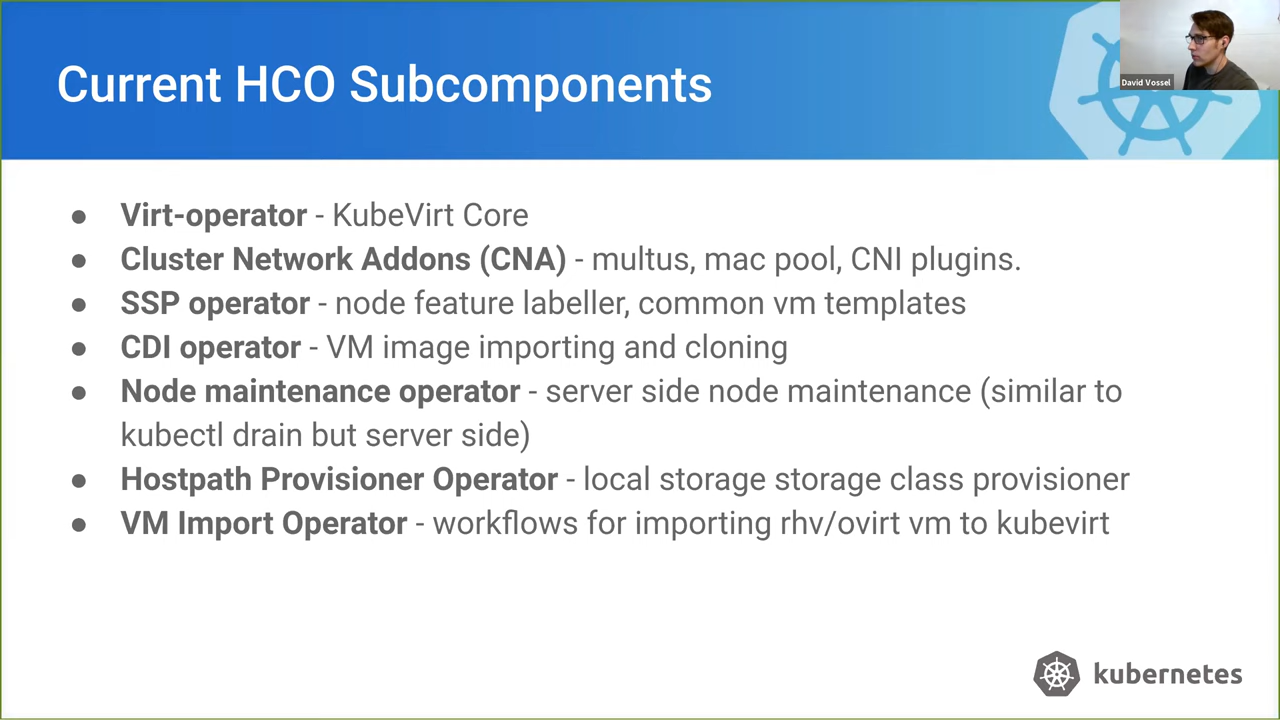 Current HCO Subcomponents
David Vossel
● Virt-operator - KubeVirt Core
● Cluster Network Addons (CNA) - multus, mac pool, CNI plugins.
● SSP operator - node feature labeller, common vm templates
● CDI operator - VM image importing and cloning
● Node maintenance operator - server side node maintenance (similar to
kubectl drain but server side)
● Hostpath Provisioner Operator - local storage storage class provisioner
● VM Import Operator - workflows for importing rhv/ovirt vm to kubevirt
kubernetes